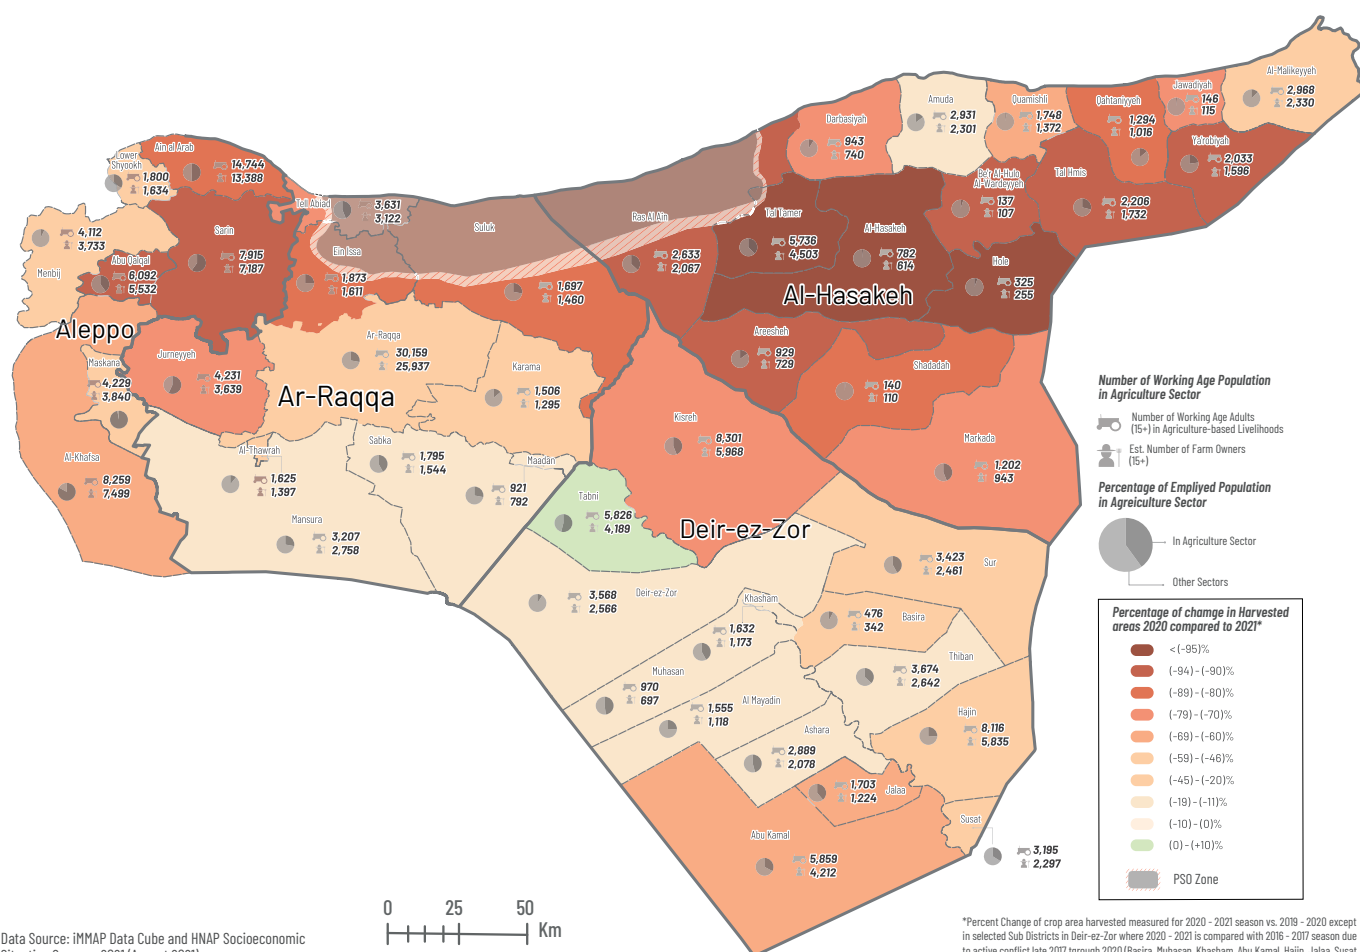 Al-Malikeyyeh
2,968
2,330
Jawadiyah
146
115
Qahtaniyyeh
1,294
1,016
Quamishli
1,748
1,372
Amuda
2,931
2,301
Darbasiyah
943
740
Ya'robiyah
2,033
1,596
Tal Hmis
2,206
1,732
Be'r Al-Hulo
Al-Wardeyyeh
137
107
Lower
Shyookh
1,800
1,634
Ain al Arab
14,744
13,388
Tell Abiad
3,631
3,122
Suluk
Ras Al Ain
2,633
2,067
Tal Tamer
5,736
4,503
Al-Hasakeh
782
614
Hole
325
255
Al-Hasakeh
4,112
3,733
Menbij
Abu Qalqal
6,092
5,532
Sarin
7,915
7,187
Ein Issa
1,873
1,611
1,697
1,460
Aleppo
Maskana
4,229
3,840
Jurneyyeh
4,231
3,639
Ar-Raqqa
30,159
25,937
Ar-Raqqa
Karama
1,506
1,295
Areesheh
929
729
Shadadah
140
110
Markada
1,202
943
Kisreh
8,301
5,968
Al-Khafsa
8,259
7,499
Al-Thawrah
1,625
1,397
Mansura
3,207
2,758
Sabka
1,795
1,544
Maadan
921
792
Tabni
5,826
4,189
Deir-ez-Zor
Deir-ez-Zor
3,568
2,566
Sur
3,423
2,461
Khasham
1,632
1,173
Basira
476
342
Thiban
3,674
2,642
Muhasan
970
697
Al Mayadin
1,555
1,118
Ashara
2,889
2,078
Hajin
8,116
5,835
Jalaa
1,703
1,224
Abu Kamal
5,859
4,212
Susat
3,195
2,297
Number of Working Age Population
in Agriculture Sector
Number of Working Age Adults
(15+) in Agriculture-based Livelihoods
Est. Number of Farm Owners
(15+)
Percentage of Empliyed Population
in Agreiculture Sector
In Agriculture Sector
Other Sectors
Percentage of change in Harvested
areas 2020 compared to 2021*
< (-95)%
(-94) - (-90)%
(-89) - (-80)%
(-79) - (-70)%
(-69) - (-60)%
(-59) - (-46)%
(-45) - (-20)%
(-19) - (-11)%
(-10) - (0)%
(0) - (+10)%
PSO Zone
0 25 50
Km
Data Source: iMMAP Data Cube and HNAP Socioeconomic
*Percent Change of crop area harvested measured for 2020 - 2021 season vs. 2019 - 2020 except
in selected Sub Districts in Deir-ez-Zor where 2020 - 2021 is compared with 2016 - 2017 season due